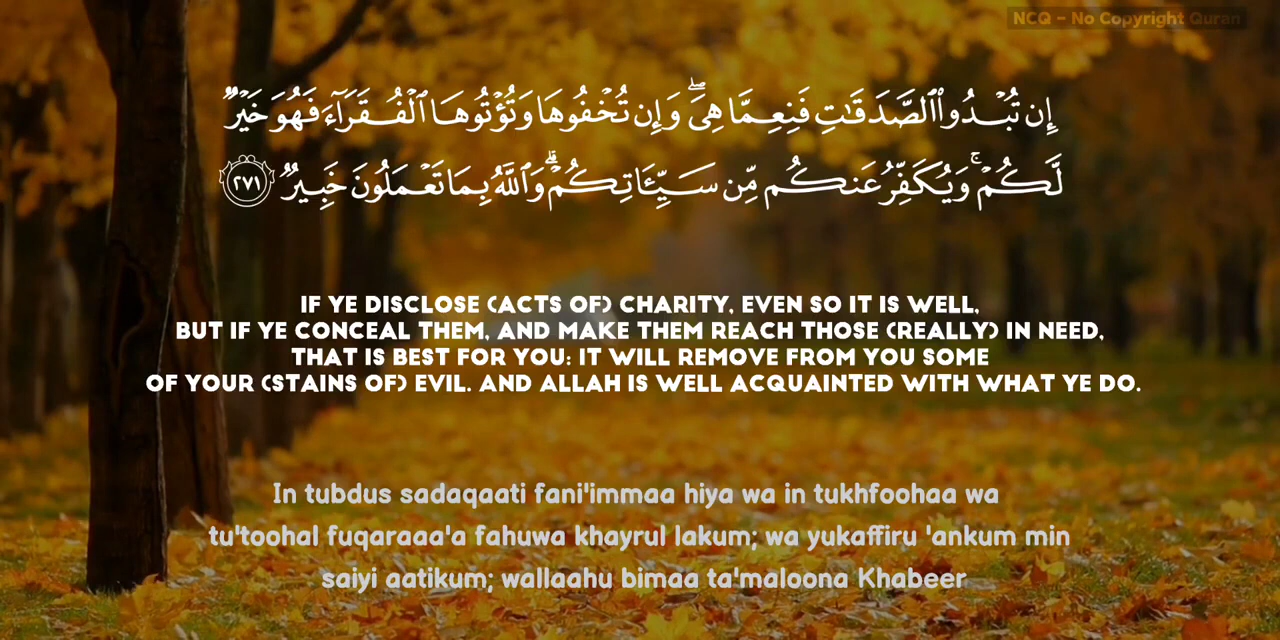 NCQ - No Copyright Quran
إِن تُبْدُوا۟ ٱلصَّدَقَٰتِ فَنِعِمَّا هِىَ ۖ وَإِن تُخْفُوهَا وَتُؤْتُوهَا ٱلْفُقَرَآءَ فَهُوَ خَيْرٌ
لَّكُمْ ۚ وَيُكَفِّرُ عَنكُم مِّن سَيِّـَٔاتِكُمْ ۗ وَٱللَّهُ بِمَا تَعْمَلُونَ خَبِيرٌ ٢٧١
IF YE DISCLOSE (ACTS OF) CHARITY, EVEN SO IT IS WELL,
BUT IF YE CONCEAL THEM, AND MAKE THEM REACH THOSE (REALLY) IN NEED,
THAT IS BEST FOR YOU: IT WILL REMOVE FROM YOU SOME
OF YOUR (STAINS OF) EVIL. AND ALLAH IS WELL ACQUAINTED WITH WHAT YE DO.
In tubdus sadaqaati fani'immaa hiya wa in tukhfoohaa wa
tu'toohal fuqaraaa'a fahuwa khayrul lakum; wa yukaffiru 'ankum min
saiyi aatikum; wallaahu bimaa ta'maloona Khabeer